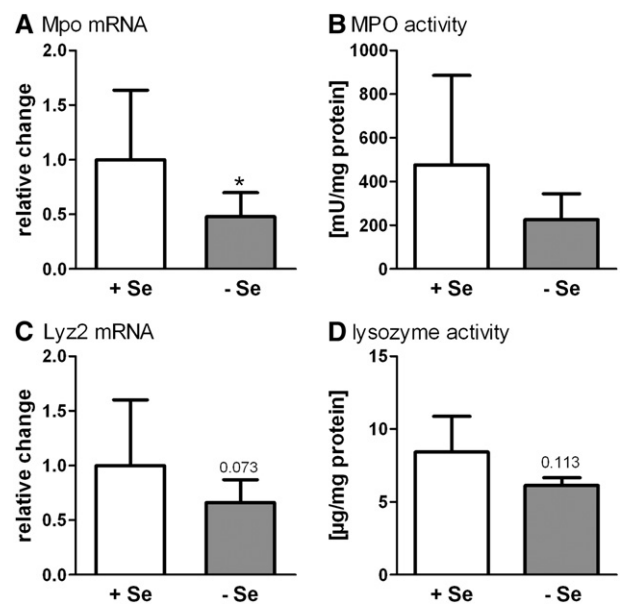 A Mpo mRNA
relative change
2.0
1.5
1.0
0.5
0.0
*
+ Se
- Se
B MPO activity
[mU/mg protein]
1000
800
600
400
200
0
+ Se
- Se
C Lyz2 mRNA
relative change
2.0
1.5
1.0
0.5
0.0
0.073
+ Se
- Se
D lysozyme activity
[µg/mg protein]
15
10
5
0
0.113
+ Se
- Se